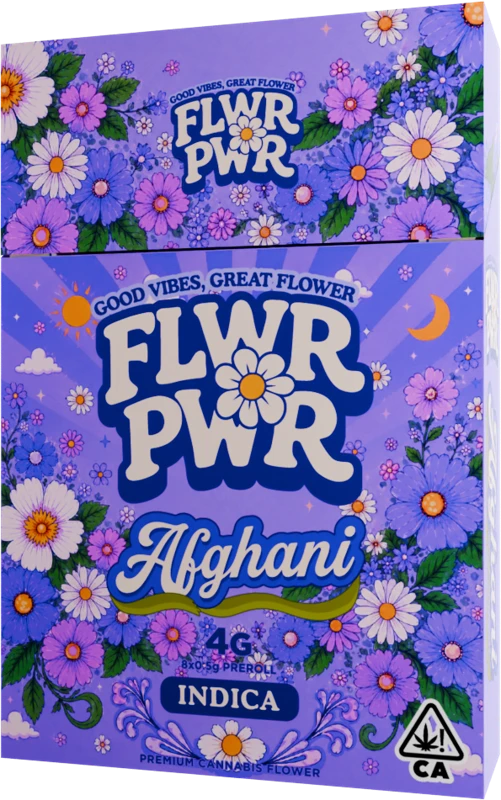 GOOD VIBES, GREAT FLOWER
FLWR
PWR
GOOD VIBES, GREAT FLOWER
FLWR
PWR
Afghani
4G
8x0.5g PREROLL
INDICA
PREMIUM CANNABIS FLOWER
!
CA